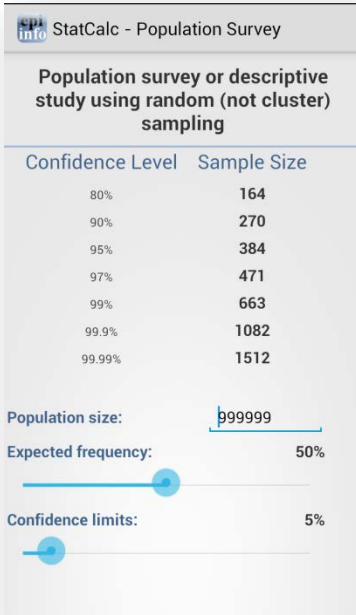 epi
info
StatCalc - Population Survey
Population survey or descriptive
study using random (not cluster)
sampling
Confidence Level Sample Size
80% 164
90% 270
95% 384
97% 471
99% 663
99.9% 1082
99.99% 1512
Population size: 999999
Expected frequency: 50%
Confidence limits: 5%